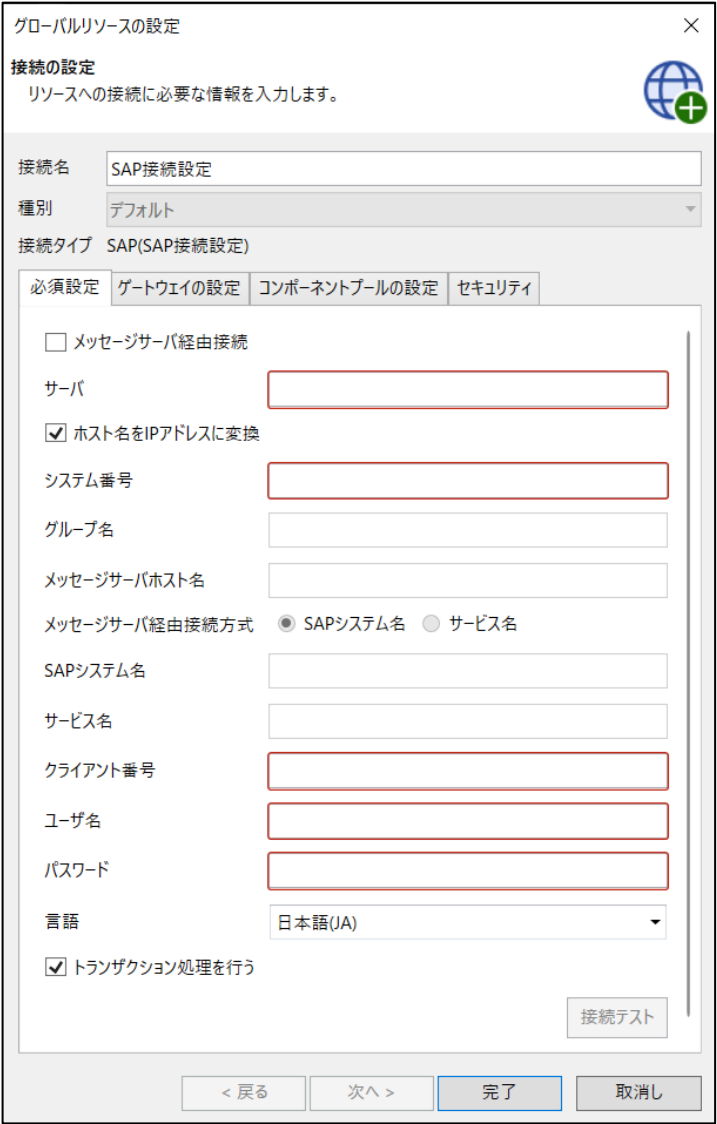 グローバルリソースの設定
接続の設定
リソースへの接続に必要な情報を入力します。
接続名 SAP接続設定
種別 デフォルト
接続タイプ SAP(SAP接続設定)
必須設定 ゲートウェイの設定 コンポーネントプールの設定 セキュリティ
メッセージサーバ経由接続
サーバ
ホスト名をIPアドレスに変換
システム番号
グループ名
メッセージサーバホスト名
メッセージサーバ経由接続方式 SAPシステム名 サービス名
SAPシステム名
サービス名
クライアント番号
ユーザ名
パスワード
言語 日本語(JA)
トランザクション処理を行う
接続テスト
< 戻る 次へ > 完了 取消し